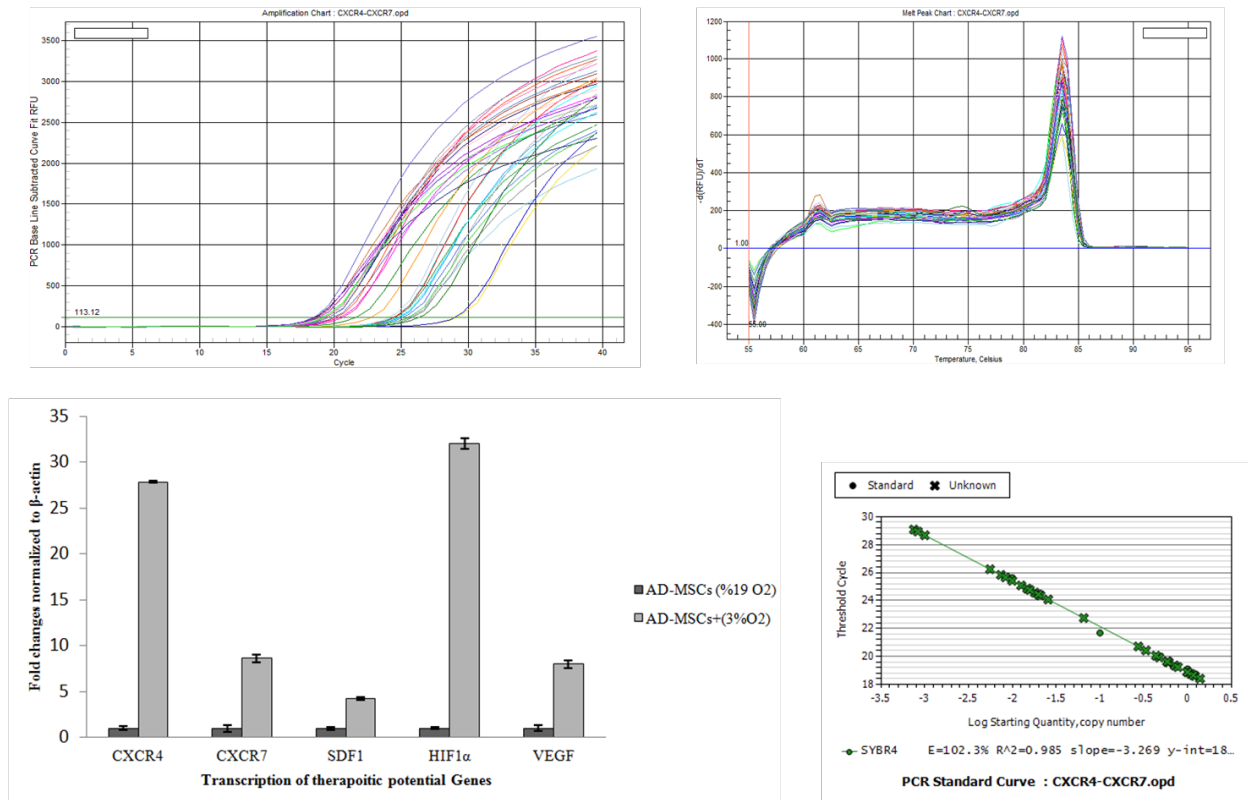 Amplification Chart : CXCR4-CXCR7.opd
PCR Base Line Subtracted Curve Fit RFU
3500
3000
2500
2000
1500
1000
500
0
113.12
0 5 10 15 20 25 30 35 40
Cycle
Melt Peak Chart : CXCR4-CXCR7.opd
-d(RFU)/dT
1200
1000
800
600
400
200
0
-200
-400
1.00
55.00
55 60 65 70 75 80 85 90 95
Temperature, Celsius
Fold changes normalized to β-actin
35
30
25
20
15
10
5
0
CXCR4 CXCR7 SDF1 HIF1α VEGF
Transcription of therapoitic potential Genes
AD-MSCs (%19 O2)
AD-MSCs+(3%O2)
Standard Unknown
Threshold Cycle
30
28
26
24
22
20
18
-3.5 -3 -2.5 -2 -1.5 -1 -0.5 0 0.5
Log Starting Quantity, copy number
SYBR4 E=102.3% R^2=0.985 slope=-3.269 y-int=18...
PCR Standard Curve : CXCR4-CXCR7.opd